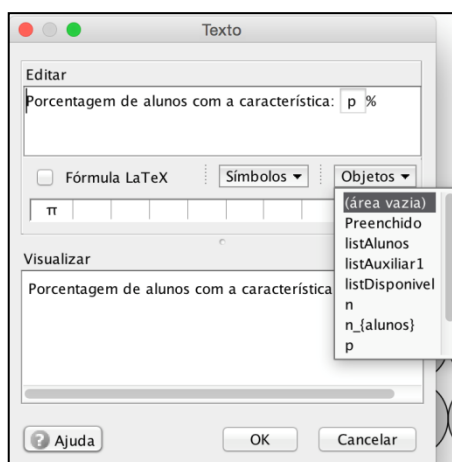 Texto
Editar
Porcentagem de alunos com a característica: p %
Fórmula LaTeX Símbolos Objetos
π
(área vazia)
Preenchido
listAlunos
listAuxiliar1
listDisponivel
n
n_{alunos}
p
Visualizar
Porcentagem de alunos com a característica
? Ajuda OK Cancelar